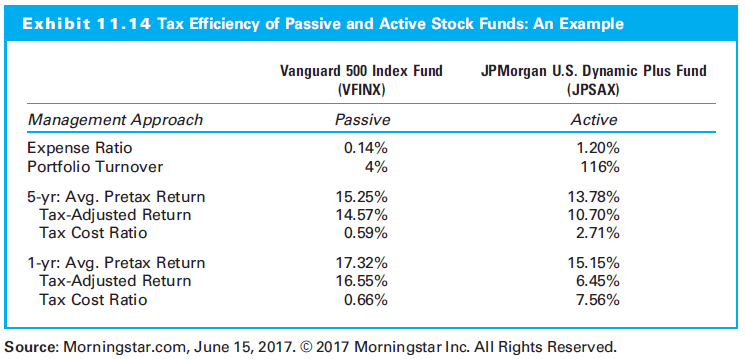 Exhibit 11.14 Tax Efficiency of Passive and Active Stock Funds: An Example
Vanguard 500 Index Fund JPMorgan U.S. Dynamic Plus Fund
(VFINX) (JPSAX)
Management Approach Passive Active
Expense Ratio 0.14% 1.20%
Portfolio Turnover 4% 116%
5-yr: Avg. Pretax Return 15.25% 13.78%
Tax-Adjusted Return 14.57% 10.70%
Tax Cost Ratio 0.59% 2.71%
1-yr: Avg. Pretax Return 17.32% 15.15%
Tax-Adjusted Return 16.55% 6.45%
Tax Cost Ratio 0.66% 7.56%
Source: Morningstar.com, June 15, 2017. © 2017 Morningstar Inc. All Rights Reserved.